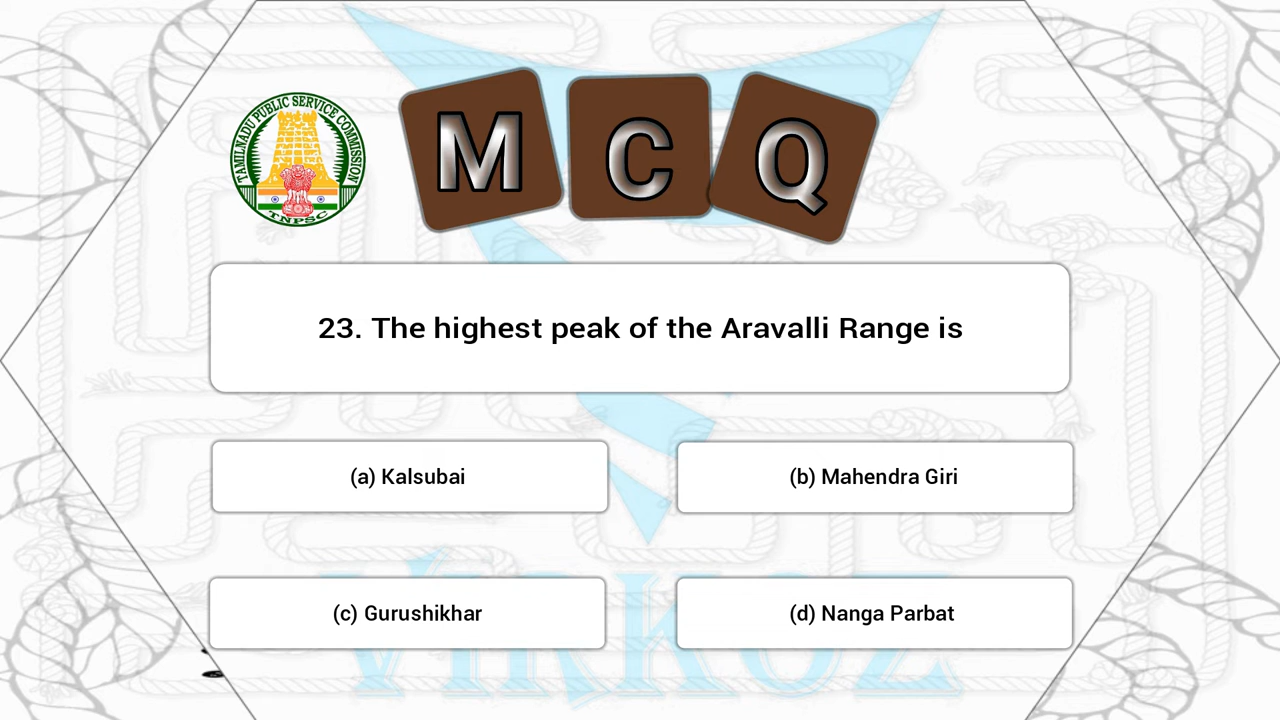 TAMILNADU PUBLIC SERVICE COMMISSION
TNPSC
M C Q
23. The highest peak of the Aravalli Range is
(a) Kalsubai
(b) Mahendra Giri
(c) Gurushikhar
(d) Nanga Parbat
VIRKOZ